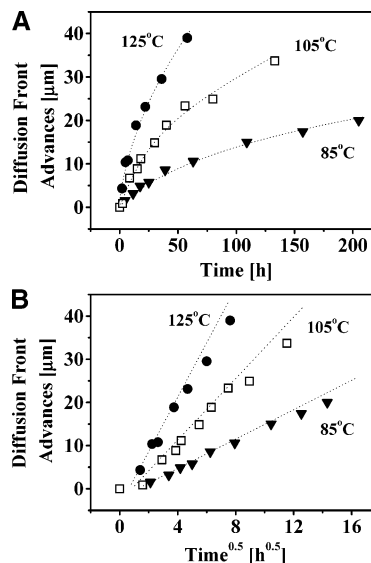 A
125°C
105°C
85°C
Diffusion Front
Advances [μm]
40
30
20
10
0
0 50 100 150 200
Time [h]
B
125°C
105°C
85°C
Diffusion Front
Advances [μm]
40
30
20
10
0
0 4 8 12 16
Time^0.5 [h^0.5]